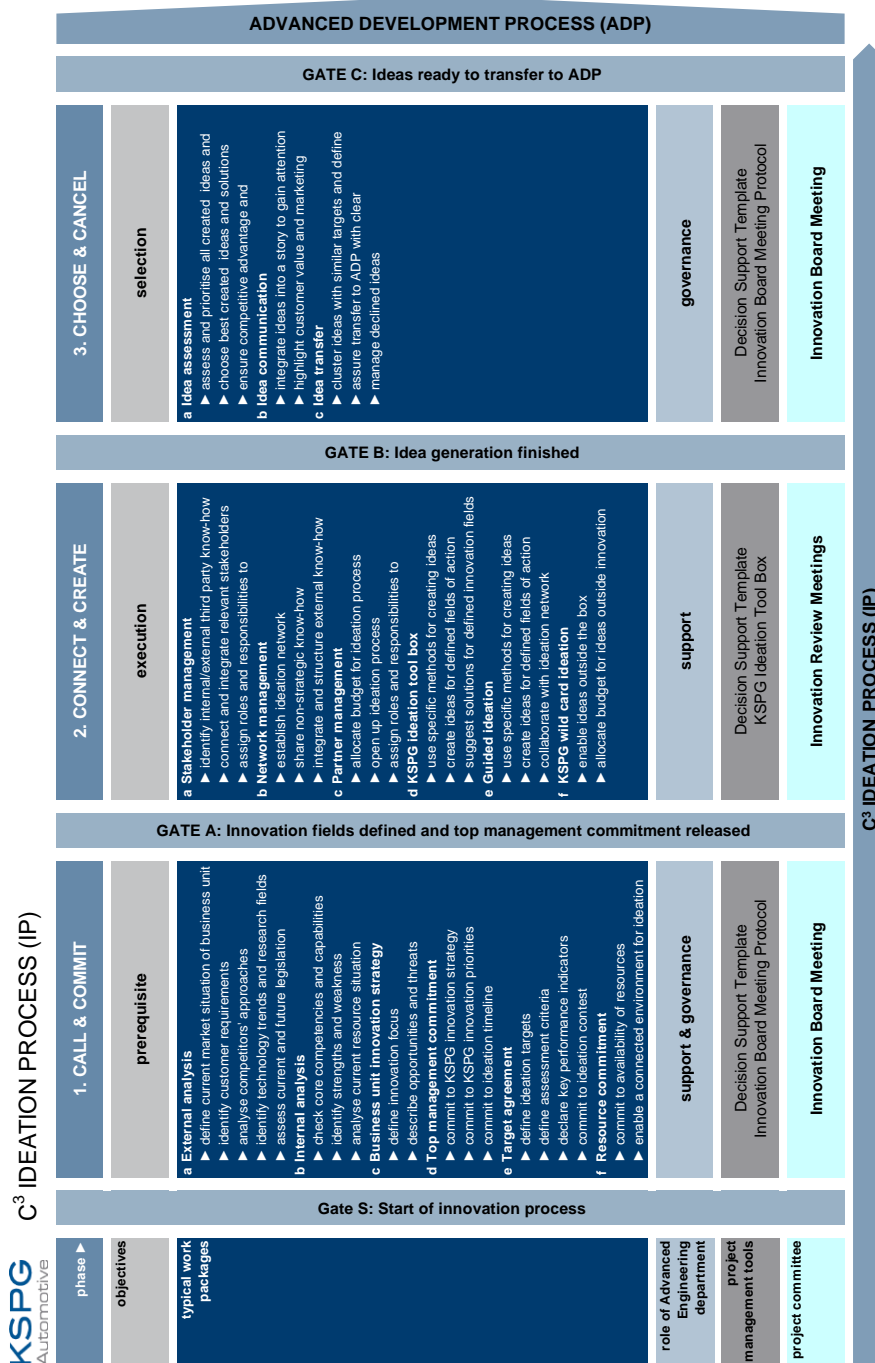 KSPG
Automotive
C³ IDEATION PROCESS (IP)
phase ►
objectives
typical work
packages
role of Advanced
Engineering
department
project
management tools
project committee
Gate S: Start of innovation process
1. CALL & COMMIT
prerequisite
a External analysis
► define current market situation of business unit
► identify customer requirements
► analyse competitors' approaches
► identify technology trends and research fields
► assess current and future legislation
b Internal analysis
► check core competencies and capabilities
► identify strengths and weakness
► analyse current resource situation
c Business unit innovation strategy
► define innovation focus
► describe opportunities and threats
d Top management commitment
► commit to KSPG innovation strategy
► commit to KSPG innovation priorities
► commit to ideation timeline
e Target agreement
► define ideation targets
► define assessment criteria
► declare key performance indicators
► commit to ideation contest
f Resource commitment
► commit to availability of resources
► enable a connected environment for ideation
support & governance
Decision Support Template
Innovation Board Meeting Protocol
Innovation Board Meeting
GATE A: Innovation fields defined and top management commitment released
2. CONNECT & CREATE
execution
a Stakeholder management
► identify internal/external third party know-how
► connect and integrate relevant stakeholders
► assign roles and responsibilities to
b Network management
► establish ideation network
► share non-strategic know-how
► integrate and structure external know-how
c Partner management
► allocate budget for ideation process
► open up ideation process
► assign roles and responsibilities to
d KSPG ideation tool box
► use specific methods for creating ideas
► create ideas for defined fields of action
► suggest solutions for defined innovation fields
e Guided ideation
► use specific methods for creating ideas
► create ideas for defined fields of action
► collaborate with ideation network
f KSPG wild card ideation
► enable ideas outside the box
► allocate budget for ideas outside innovation
support
Decision Support Template
KSPG Ideation Tool Box
Innovation Review Meetings
GATE B: Idea generation finished
3. CHOOSE & CANCEL
selection
a Idea assessment
► assess and prioritise all created ideas and
► choose best created ideas and solutions
► ensure competitive advantage and
b Idea communication
► integrate ideas into a story to gain attention
► highlight customer value and marketing
c Idea transfer
► cluster ideas with similar targets and define
► assure transfer to ADP with clear
► manage declined ideas
governance
Decision Support Template
Innovation Board Meeting Protocol
Innovation Board Meeting
GATE C: Ideas ready to transfer to ADP
ADVANCED DEVELOPMENT PROCESS (ADP)
C³ IDEATION PROCESS (IP)